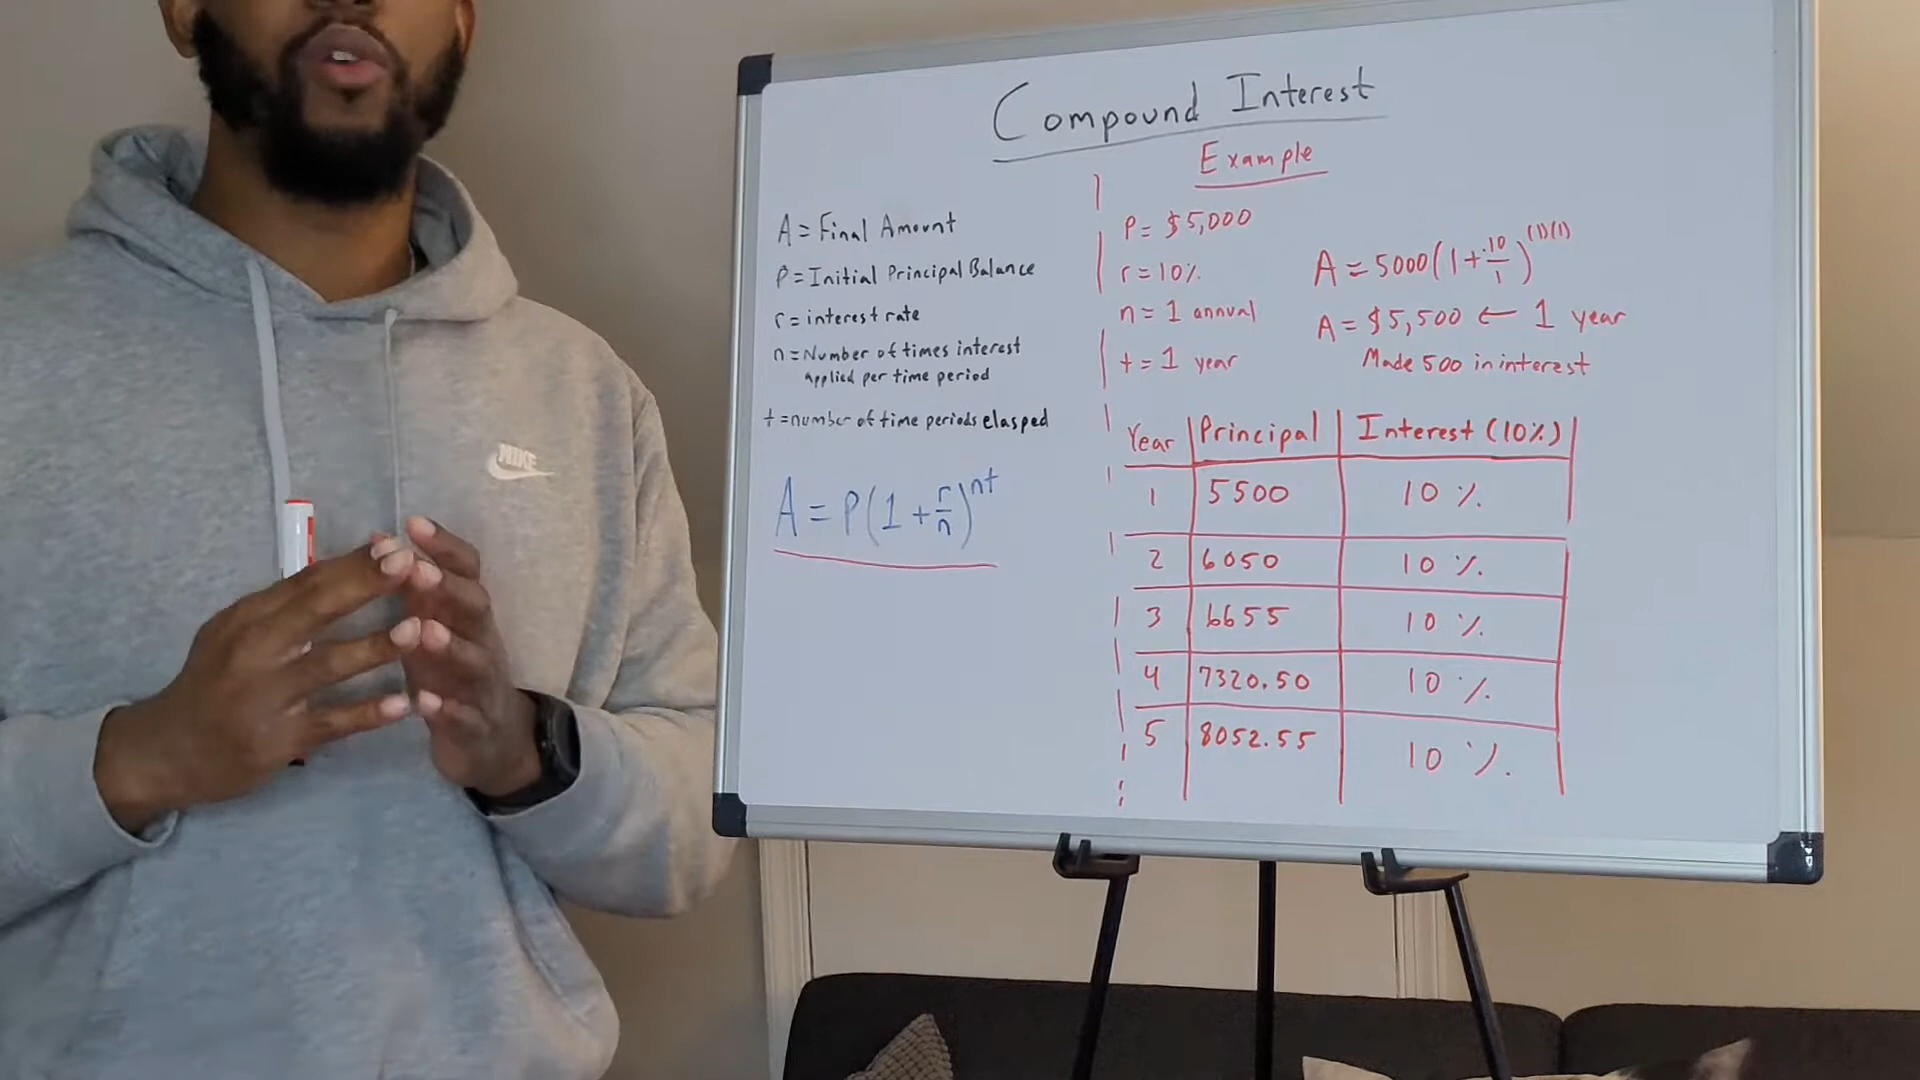 Compound Interest
Example
A = Final Amount
P = Initial Principal Balance
r = interest rate
n = Number of times interest
applied per time period
t = number of time periods elasped
A = P(1 + r/n)^nt
P = $5,000
r = 10%
n = 1 annual
t = 1 year
A = 5000(1 + .10/1)^(1)(1)
A = $5,500 ← 1 year
Made 500 in interest
Year Principal Interest (10%)
1 5500 10%
2 6050 10%
3 6655 10%
4 7320.50 10%
5 8052.55 10%
NIKE